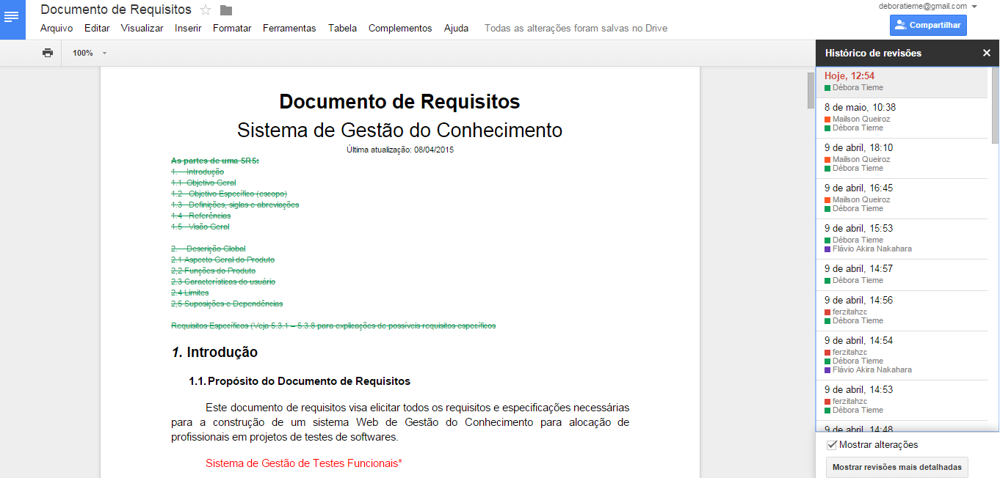 Documento de Requisitos
deboratieme@gmail.com
Arquivo Editar Visualizar Inserir Formatar Ferramentas Tabela Complementos Ajuda Todas as alterações foram salvas no Drive
Compartilhar
100%
Documento de Requisitos
Sistema de Gestão do Conhecimento
Última atualização: 08/04/2015
As partes de uma SRS:
1. Introdução
1.1 Objetivo Geral
1.2 Objetivo Específico (escopo)
1.3 Definições, siglas e abreviações
1.4 Referências
1.5 Visão Geral
2. Descrição Global
2.1 Aspecto Geral do Produto
2,2 Funções do Produto
2.3 Características do usuário
2.4 Limites
2,5 Suposições e Dependências
Requisitos Específicos (Veja 5.3.1 – 5.3.8 para explicações de possíveis requisitos específicos
1. Introdução
1.1. Propósito do Documento de Requisitos
Este documento de requisitos visa elicitar todos os requisitos e especificações necessárias
para a construção de um sistema Web de Gestão do Conhecimento para alocação de
profissionais em projetos de testes de softwares.
Sistema de Gestão de Testes Funcionais*
Histórico de revisões
Hoje, 12:54
Débora Tieme
8 de maio, 10:38
Mailson Queiroz
Débora Tieme
9 de abril, 18:10
Mailson Queiroz
Débora Tieme
9 de abril, 16:45
Mailson Queiroz
Débora Tieme
9 de abril, 15:53
Débora Tieme
Flávio Akira Nakahara
9 de abril, 14:57
Débora Tieme
9 de abril, 14:56
ferzitahzc
Débora Tieme
9 de abril, 14:54
ferzitahzc
Débora Tieme
Flávio Akira Nakahara
9 de abril, 14:53
ferzitahzc
Débora Tieme
9 de abril, 14:48
Mostrar alterações
Mostrar revisões mais detalhadas